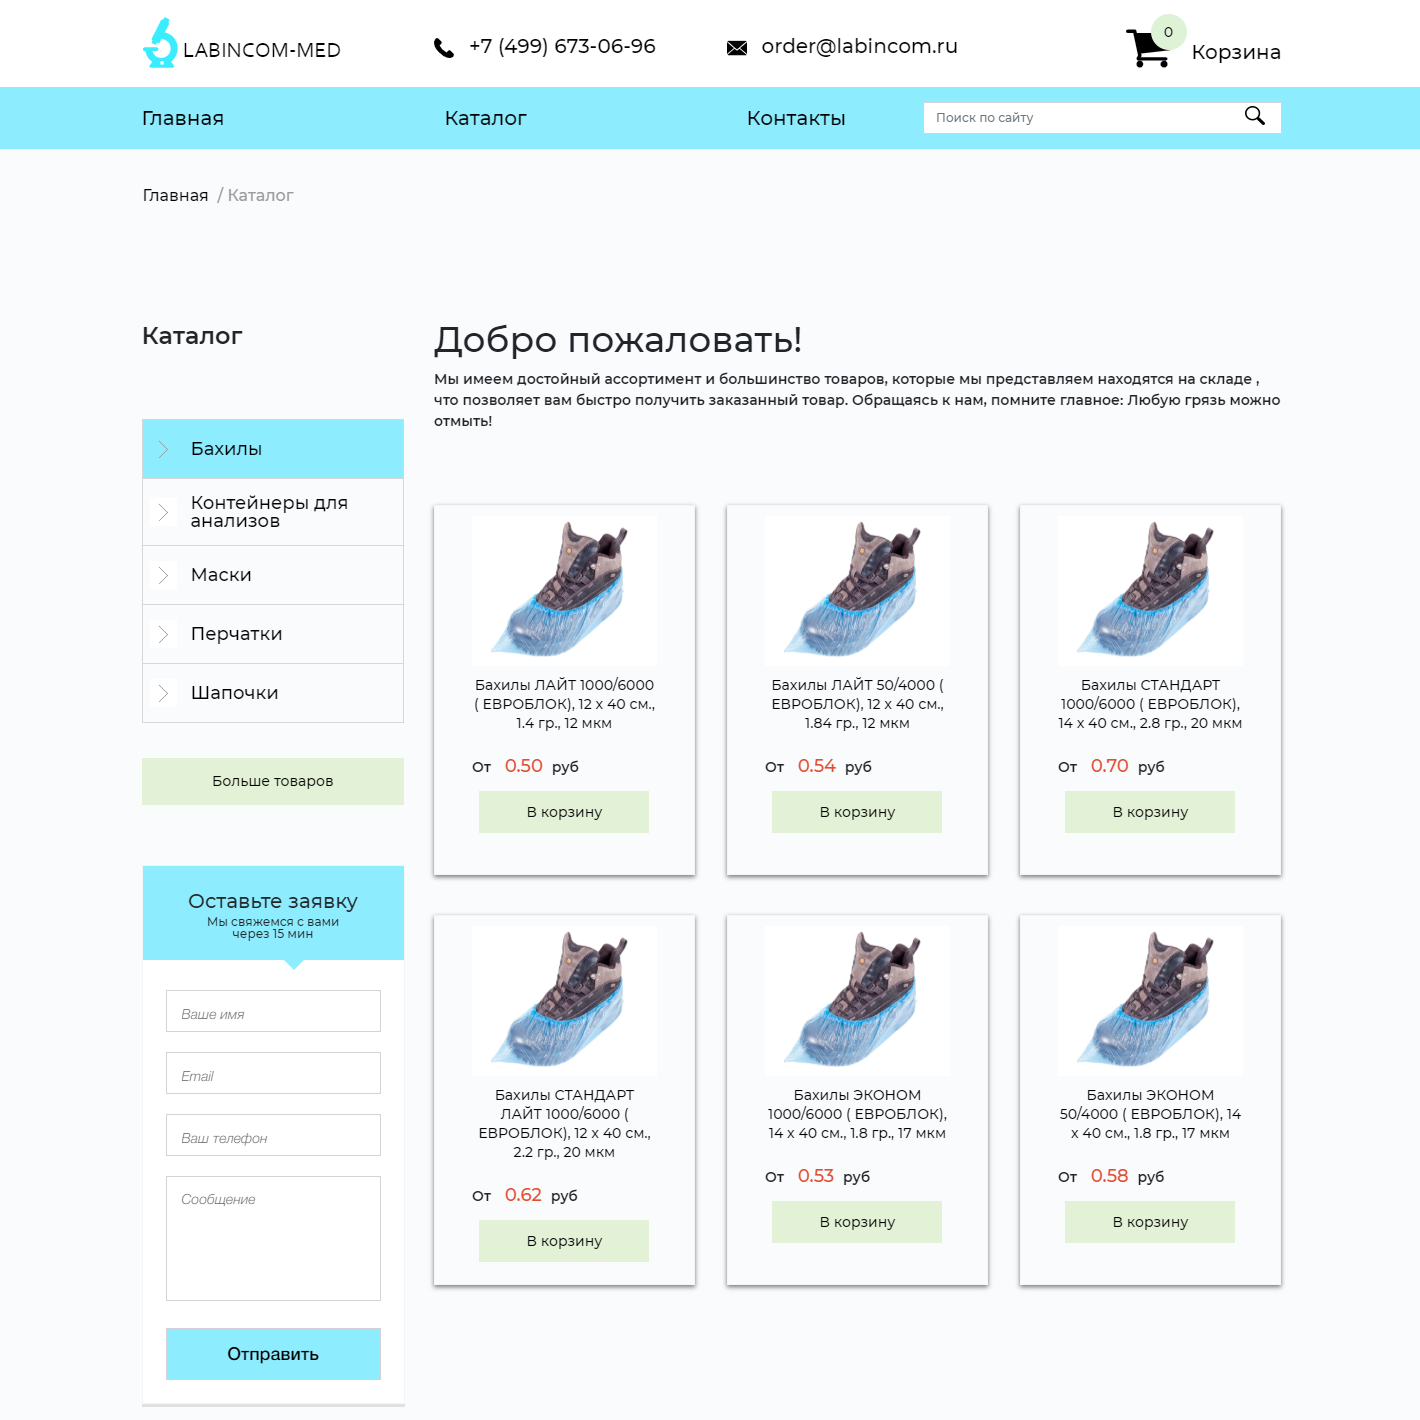 LABINCOM-MED
+7 (499) 673-06-96
order@labincom.ru
0
Корзина
Главная
Каталог
Контакты
Поиск по сайту
Главная / Каталог
Каталог
Бахилы
Контейнеры для
анализов
Маски
Перчатки
Шапочки
Больше товаров
Оставьте заявку
Мы свяжемся с вами
через 15 мин
Ваше имя
Email
Ваш телефон
Сообщение
Отправить
Добро пожаловать!
Мы имеем достойный ассортимент и большинство товаров, которые мы представляем находятся на складе ,
что позволяет вам быстро получить заказанный товар. Обращаясь к нам, помните главное: Любую грязь можно
отмыть!
Бахилы ЛАЙТ 1000/6000
( ЕВРОБЛОК), 12 х 40 см.,
1.4 гр., 12 мкм
От 0.50 руб
В корзину
Бахилы ЛАЙТ 50/4000 (
ЕВРОБЛОК), 12 х 40 см.,
1.84 гр., 12 мкм
От 0.54 руб
В корзину
Бахилы СТАНДАРТ
1000/6000 ( ЕВРОБЛОК),
14 х 40 см., 2.8 гр., 20 мкм
От 0.70 руб
В корзину
Бахилы СТАНДАРТ
ЛАЙТ 1000/6000 (
ЕВРОБЛОК), 12 х 40 см.,
2.2 гр., 20 мкм
От 0.62 руб
В корзину
Бахилы ЭКОНОМ
1000/6000 ( ЕВРОБЛОК),
14 х 40 см., 1.8 гр., 17 мкм
От 0.53 руб
В корзину
Бахилы ЭКОНОМ
50/4000 ( ЕВРОБЛОК), 14
х 40 см., 1.8 гр., 17 мкм
От 0.58 руб
В корзину